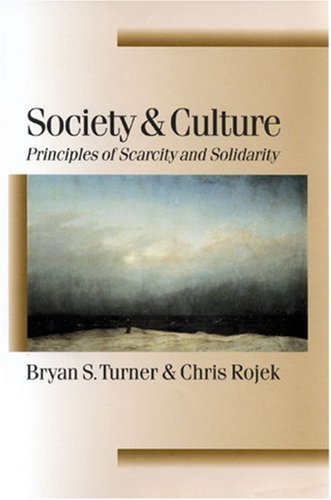 Society & Culture
Principles of Scarcity and Solidarity
Bryan S. Turner & Chris Rojek